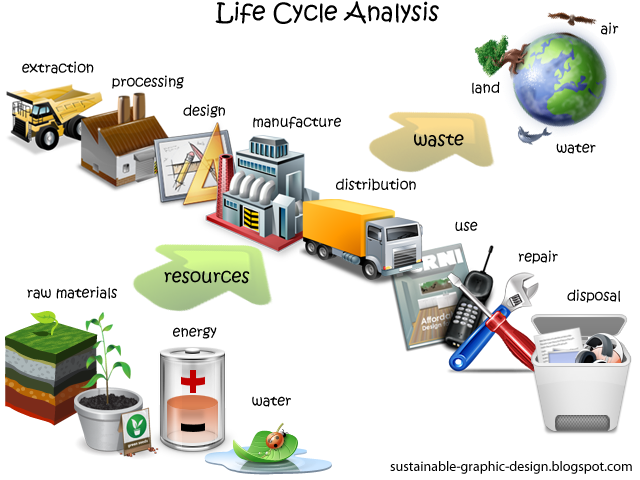 Life Cycle Analysis
air
land
water
extraction
processing
design
manufacture
waste
distribution
use
repair
disposal
resources
raw materials
energy
water
sustainable-graphic-design.blogspot.com